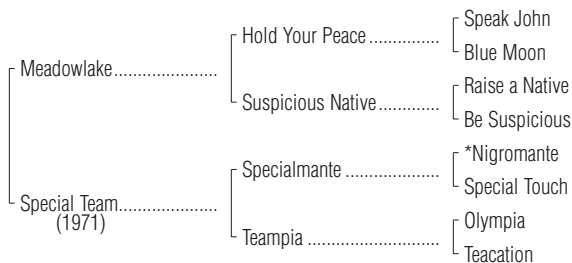 Speak John
Hold Your Peace ...............
Blue Moon
Meadowlake......................
Raise a Native
Suspicious Native.............
Be Suspicious
*Nigromante
Specialmante ....................
Special Touch
Special Team.....................
(1971)
Olympia
Teampia ............................
Teacation